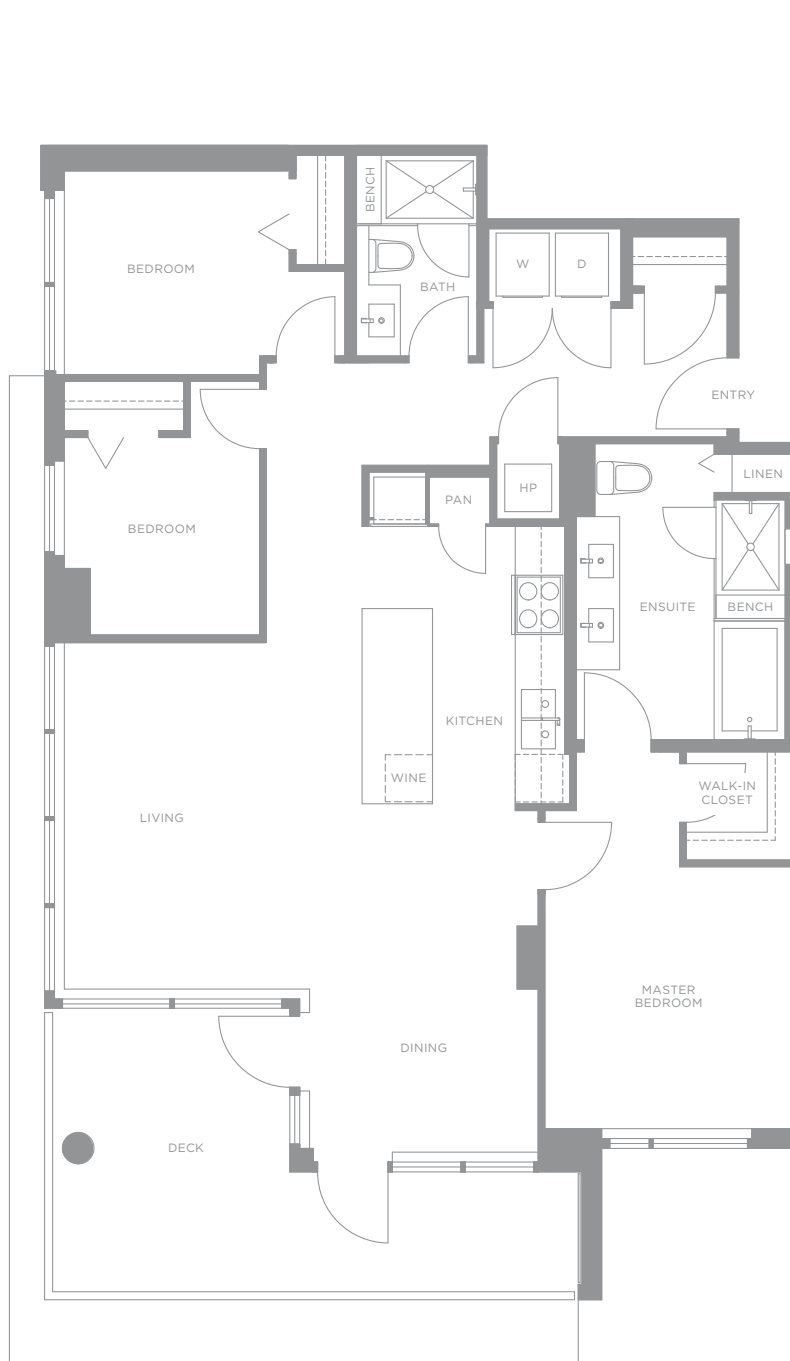 BENCH
W
D
BEDROOM
BATH
ENTRY
LINEN
HP
PAN
BEDROOM
ENSUITE
BENCH
KITCHEN
WINE
WALK-IN
CLOSET
LIVING
MASTER
BEDROOM
DINING
DECK